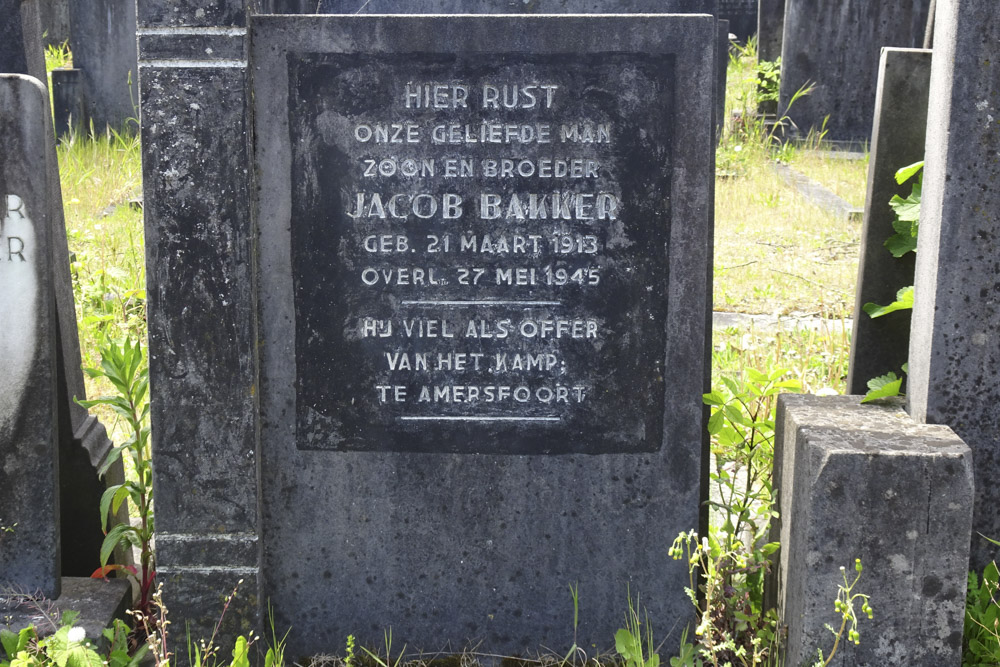 HIER RUST
ONZE GELIEFDE MAN
ZOON EN BROEDER
JACOB BAKKER
GEB. 21 MAART 1913
OVERL. 27 MEI 1945
HIJ VIEL ALS OFFER
VAN HET „KAMP„
TE AMERSFOORT
R
ER